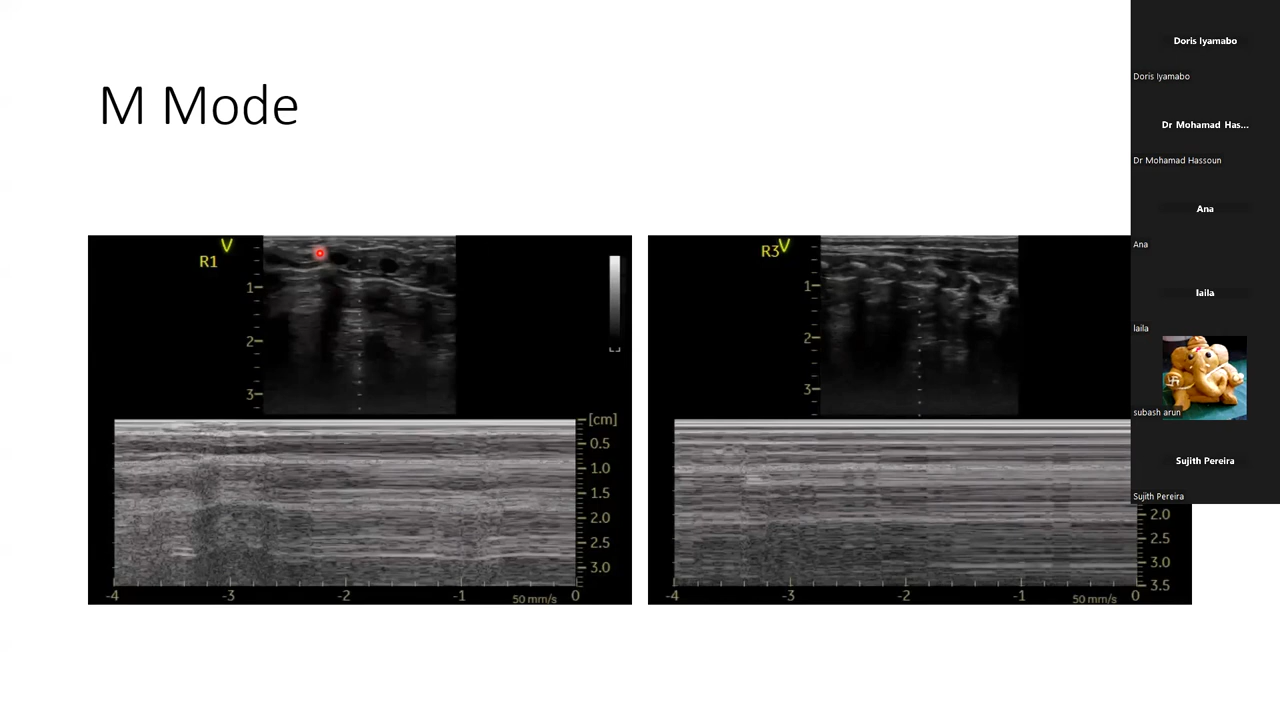 M Mode
V
R1
1
2
3
[cm]
0.5
1.0
1.5
2.0
2.5
3.0
-4
-3
-2
-1
50 mm/s
0
V
R3
1
2
3
2.0
2.5
3.0
3.5
-4
-3
-2
-1
50 mm/s
0
Doris Iyamabo
Doris Iyamabo
Dr Mohamad Has...
Dr Mohamad Hassoun
Ana
Ana
laila
laila
subash arun
Sujith Pereira
Sujith Pereira